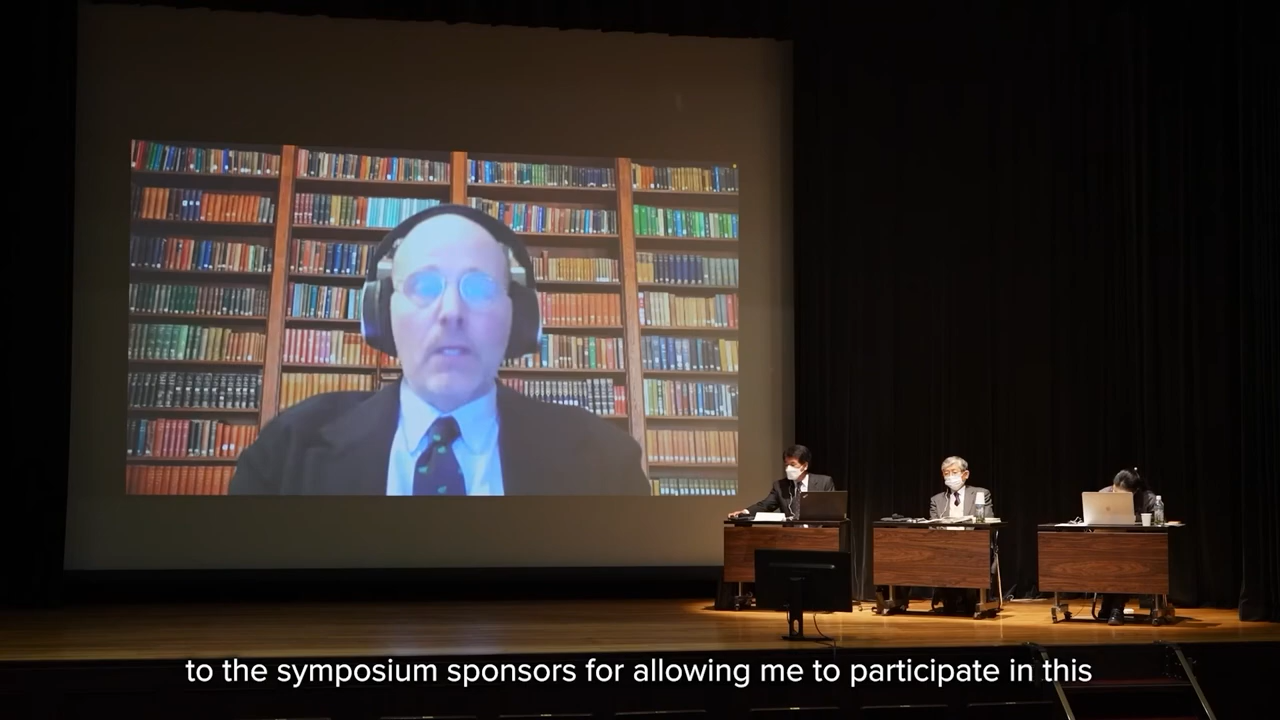 to the symposium sponsors for allowing me to participate in this